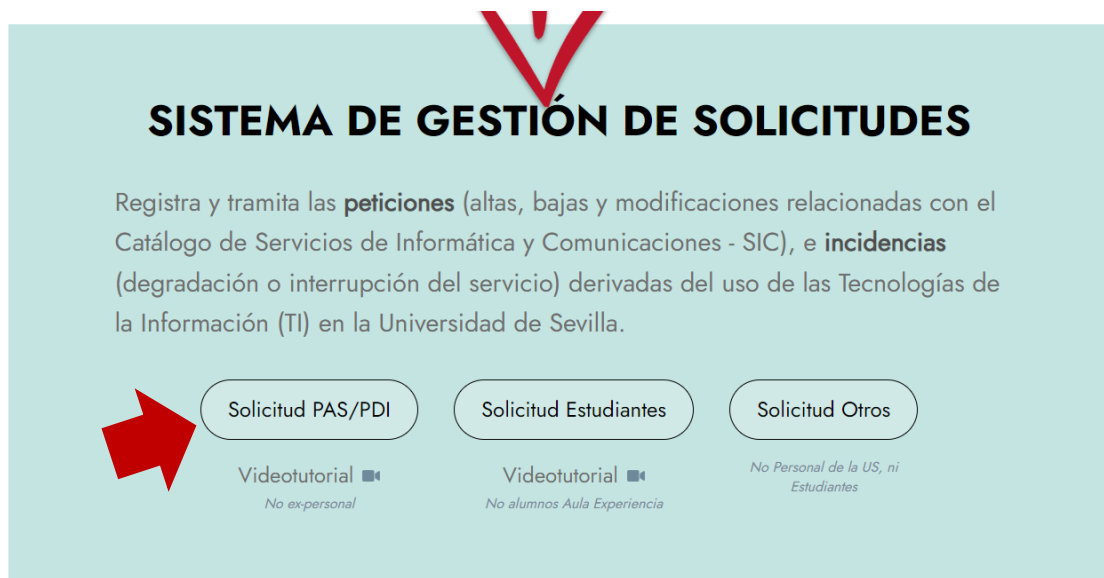 SISTEMA DE GESTIÓN DE SOLICITUDES
Registra y tramita las peticiones (altas, bajas y modificaciones relacionadas con el
Catálogo de Servicios de Informática y Comunicaciones - SIC), e incidencias
(degradación o interrupción del servicio) derivadas del uso de las Tecnologías de
la Información (TI) en la Universidad de Sevilla.
Solicitud PAS/PDI
Videotutorial
No ex-personal
Solicitud Estudiantes
Videotutorial
No alumnos Aula Experiencia
Solicitud Otros
No Personal de la US, ni
Estudiantes